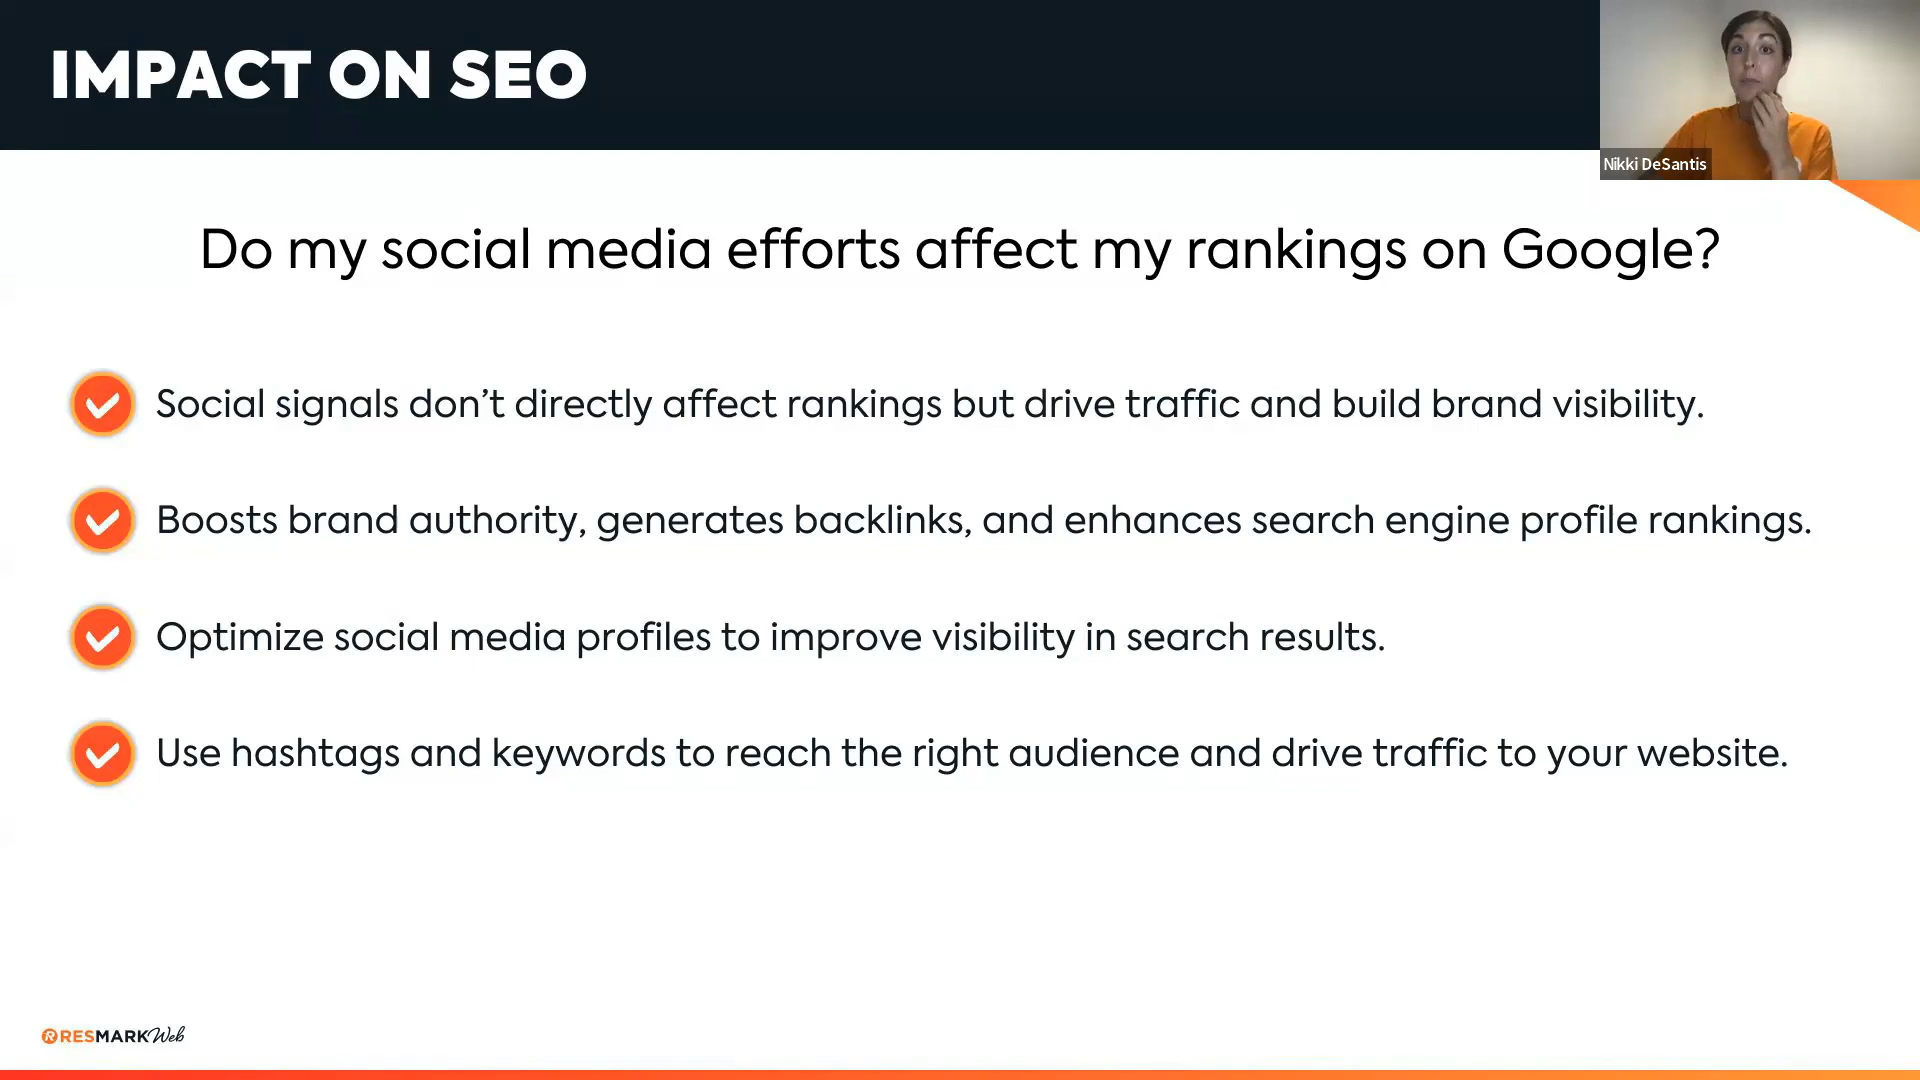 IMPACT ON SEO
Nikki DeSantis
Do my social media efforts affect my rankings on Google?
Social signals don’t directly affect rankings but drive traffic and build brand visibility.
Boosts brand authority, generates backlinks, and enhances search engine profile rankings.
Optimize social media profiles to improve visibility in search results.
Use hashtags and keywords to reach the right audience and drive traffic to your website.
RESMARK Web